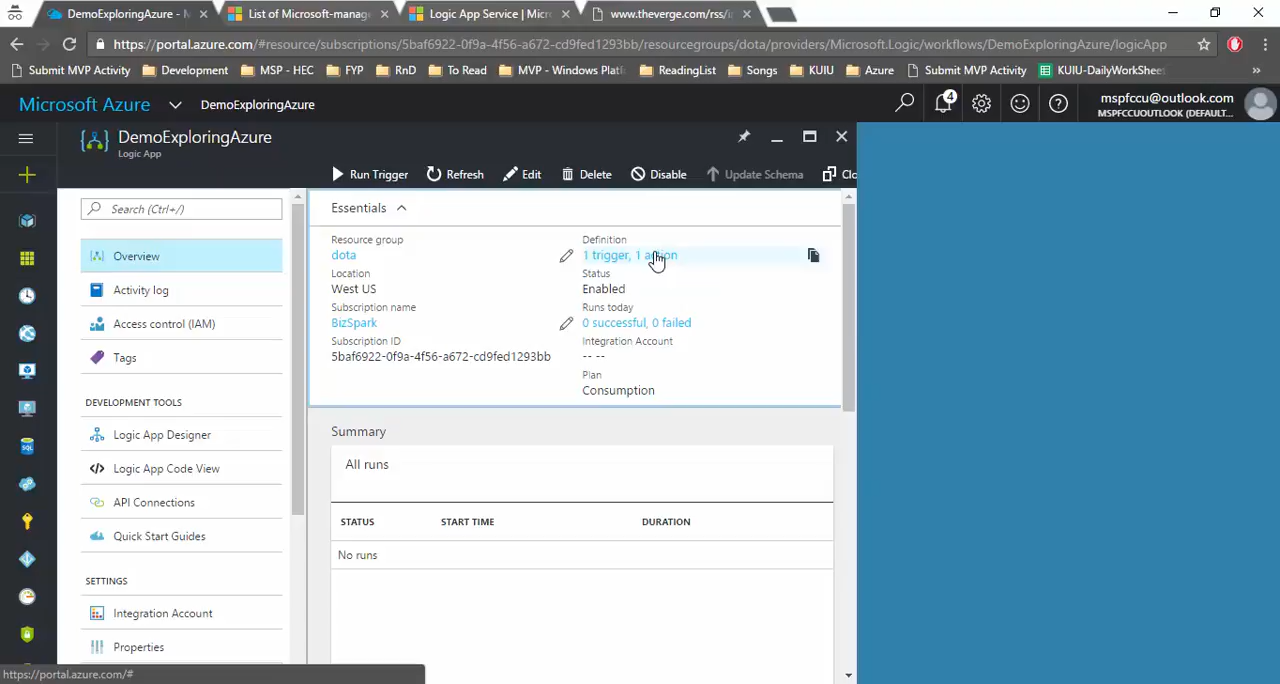 DemoExploringAzure - M
List of Microsoft-manag
Logic App Service | Micr
www.theverge.com/rss/i
https://portal.azure.com/#resource/subscriptions/5baf6922-0f9a-4f56-a672-cd9fed1293bb/resourcegroups/dota/providers/Microsoft.Logic/workflows/DemoExploringAzure/logicApp
Submit MVP Activity
Development
MSP - HEC
FYP
RnD
To Read
MVP - Windows Platf
ReadingList
Songs
KUIU
Azure
Submit MVP Activity
KUIU-DailyWorkSheet
»
Microsoft Azure
DemoExploringAzure
4
mspfccu@outlook.com
MSPFCCUOUTLOOK (DEFAULT...
DemoExploringAzure
Logic App
Run Trigger
Refresh
Edit
Delete
Disable
Update Schema
Clo
Search (Ctrl+/)
Overview
Activity log
Access control (IAM)
Tags
DEVELOPMENT TOOLS
Logic App Designer
Logic App Code View
API Connections
Quick Start Guides
SETTINGS
Integration Account
Properties
Essentials
Resource group
dota
Location
West US
Subscription name
BizSpark
Subscription ID
5baf6922-0f9a-4f56-a672-cd9fed1293bb
Definition
1 trigger, 1 action
Status
Enabled
Runs today
0 successful, 0 failed
Integration Account
-- --
Plan
Consumption
Summary
All runs
STATUS START TIME DURATION
No runs
SQL
https://portal.azure.com/#